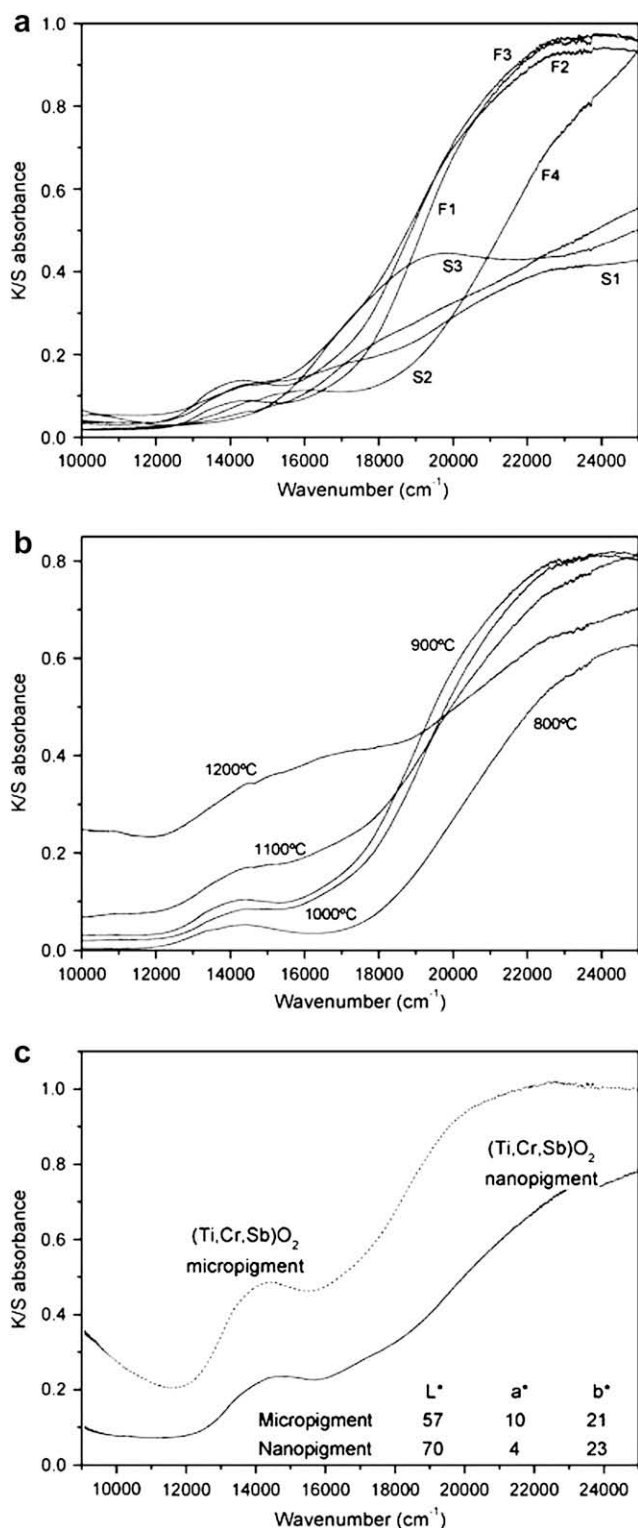 a
K/S absorbance
1.0
0.8
0.6
0.4
0.2
0.0
F3
F2
F4
F1
S3
S1
S2
10000 12000 14000 16000 18000 20000 22000 24000
Wavenumber (cm⁻¹)
b
K/S absorbance
0.8
0.6
0.4
0.2
0.0
900ºC
800ºC
1200ºC
1100ºC
1000ºC
10000 12000 14000 16000 18000 20000 22000 24000
Wavenumber (cm⁻¹)
c
K/S absorbance
1.0
0.8
0.6
0.4
0.2
0.0
(Ti,Cr,Sb)O₂
nanopigment
(Ti,Cr,Sb)O₂
micropigment
L* a* b*
Micropigment 57 10 21
Nanopigment 70 4 23
10000 12000 14000 16000 18000 20000 22000 24000
Wavenumber (cm⁻¹)